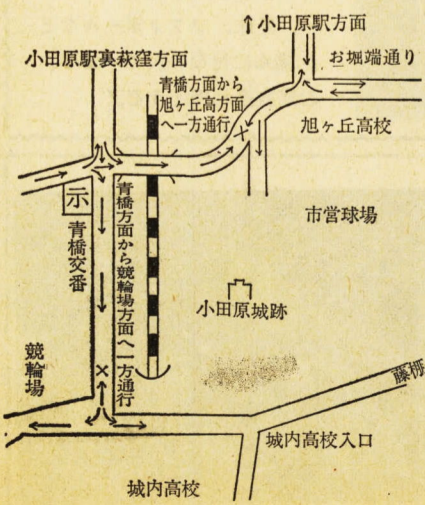 ↑小田原駅方面
小田原駅裏萩窪方面
お堀端通り
青橋方面から
旭ヶ丘高方面
へ一方通行
旭ヶ丘高校
示
青橋交番
青橋方面から競輪場方面へ一方通行
市営球場
小田原城跡
競輪場
藤棚
城内高校入口
城内高校